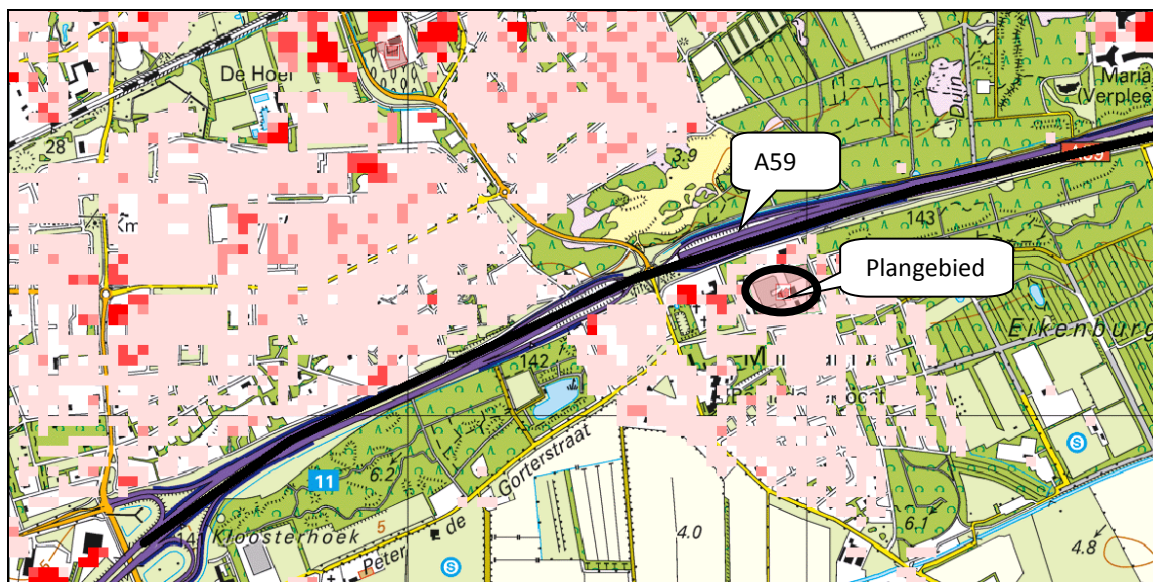 De Hoef
28
Duin
Maria
(Verplee
3.9
A59
A59
143
Plangebied
Eikenburg
142
11
6.2
Gorterstraat
de
Peter
5
Kloosterhoek
4.0
6.1
4.8
S
S